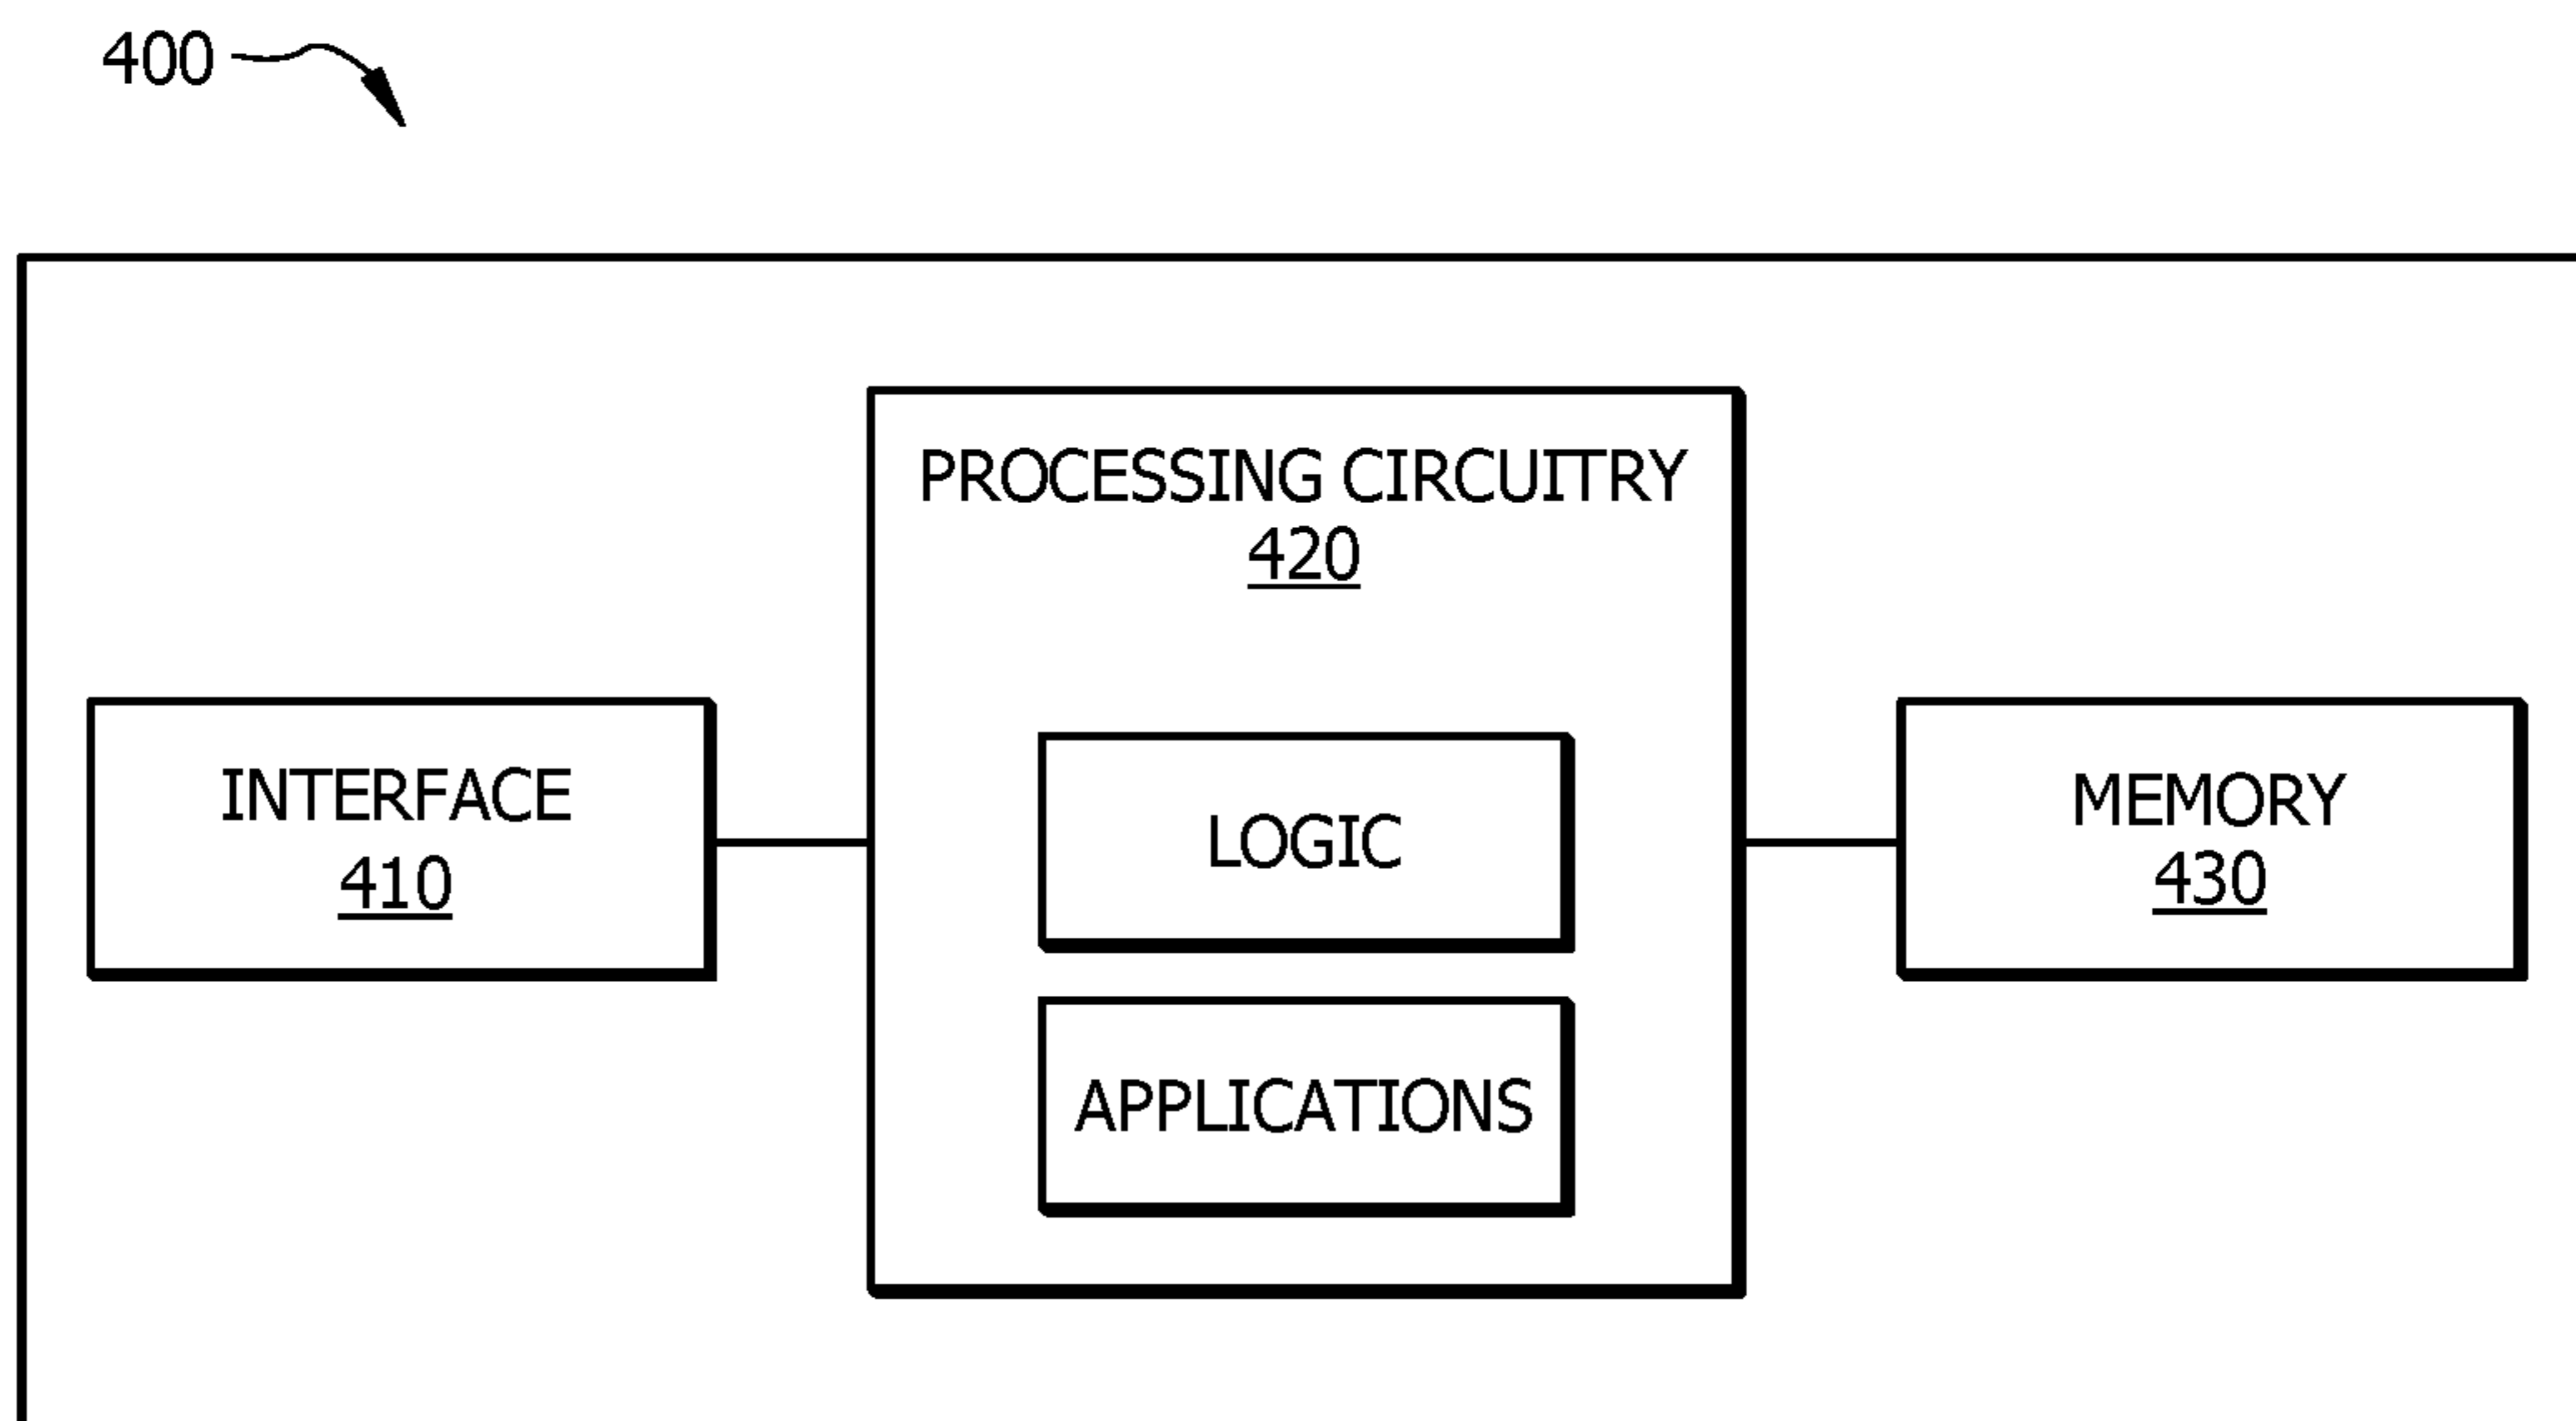 400
PROCESSING CIRCUITRY
420
INTERFACE
410
LOGIC
APPLICATIONS
MEMORY
430